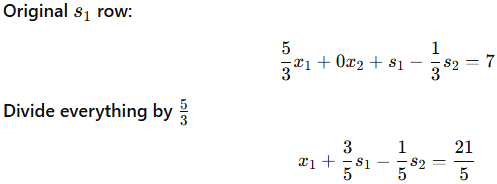 Original s₁ row:
5/3 x₁ + 0x₂ + s₁ − 1/3 s₂ = 7
Divide everything by 5/3
x₁ + 3/5 s₁ − 1/5 s₂ = 21/5